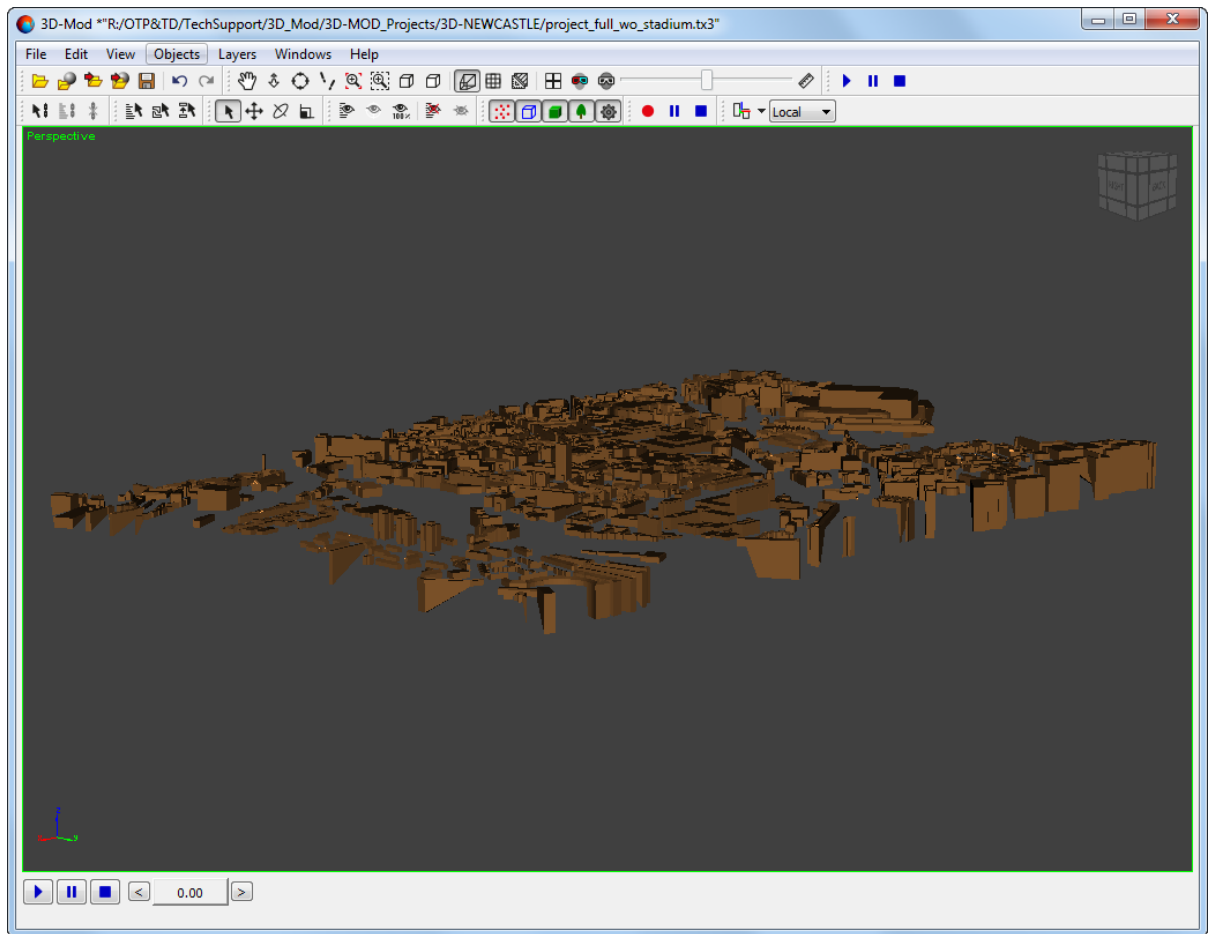 3D-Mod *"R:/OTP&TD/TechSupport/3D_Mod/3D-MOD_Projects/3D-NEWCASTLE/project_full_wo_stadium.tx3"
File Edit View Objects Layers Windows Help
100%
Local
Perspective
z
y
< 0.00 >